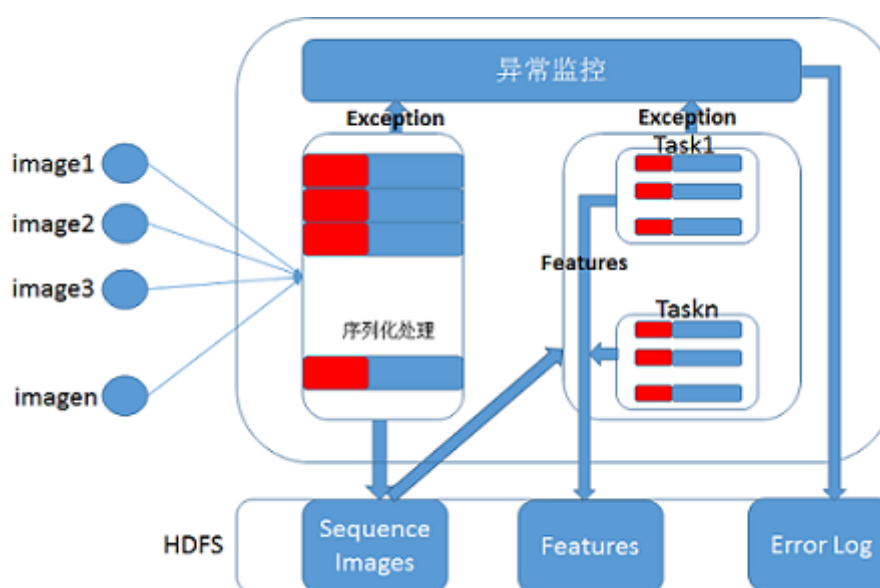 异常监控
Exception
Exception
Task1
image1
image2
image3
Features
Taskn
序列化处理
imagen
HDFS
Sequence
Images
Features
Error Log